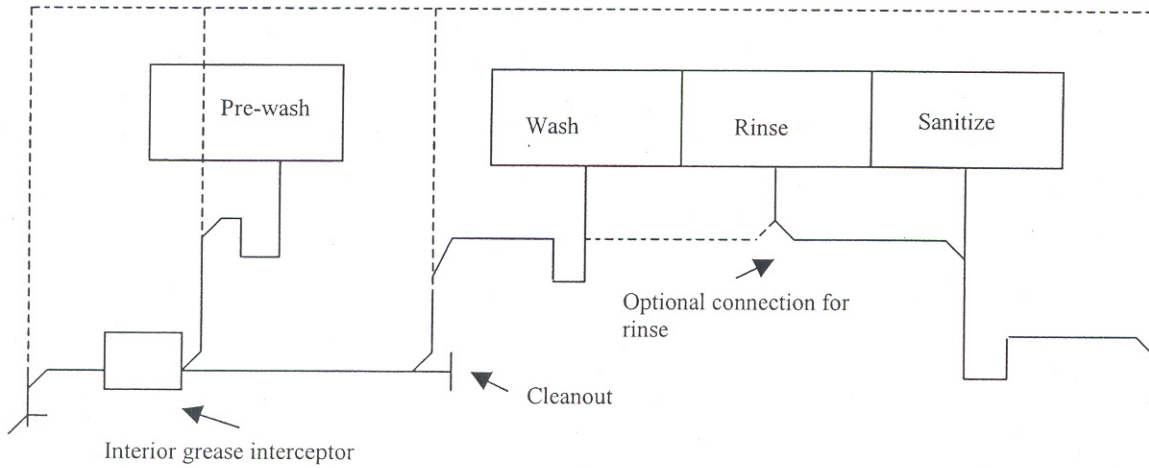 Pre-wash
Wash
Rinse
Sanitize
Optional connection for
rinse
Cleanout
Interior grease interceptor